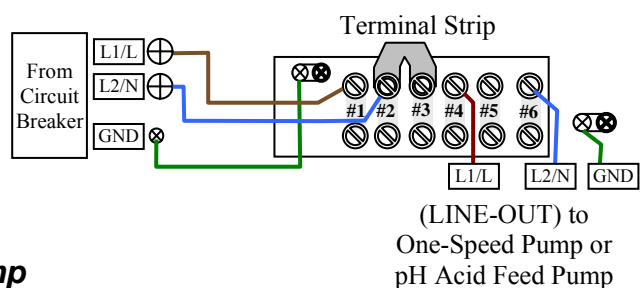 Terminal Strip
From
Circuit
Breaker
L1/L
L2/N
GND
#1 #2 #3 #4 #5 #6
L1/L L2/N GND
(LINE-OUT) to
One-Speed Pump or
pH Acid Feed Pump